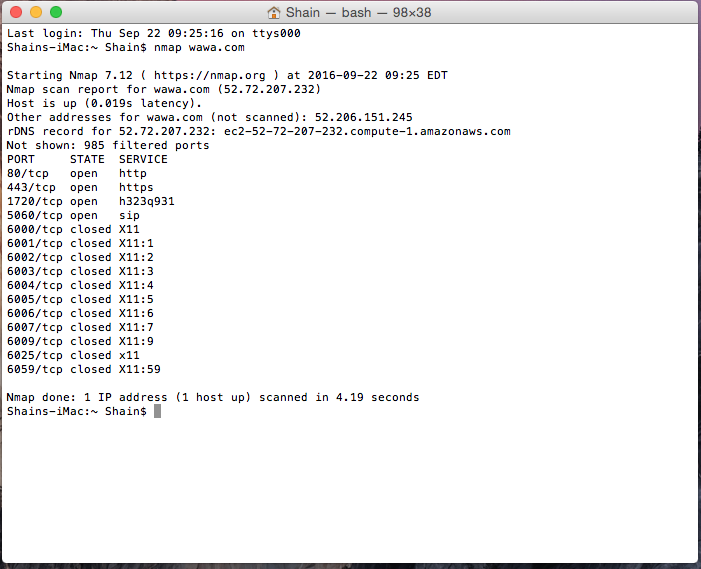 Shain — bash — 98×38
Last login: Thu Sep 22 09:25:16 on ttys000
Shains-iMac:~ Shain$ nmap wawa.com
Starting Nmap 7.12 ( https://nmap.org ) at 2016-09-22 09:25 EDT
Nmap scan report for wawa.com (52.72.207.232)
Host is up (0.019s latency).
Other addresses for wawa.com (not scanned): 52.206.151.245
rDNS record for 52.72.207.232: ec2-52-72-207-232.compute-1.amazonaws.com
Not shown: 985 filtered ports
PORT     STATE  SERVICE
80/tcp   open   http
443/tcp  open   https
1720/tcp open   h323q931
5060/tcp open   sip
6000/tcp closed X11
6001/tcp closed X11:1
6002/tcp closed X11:2
6003/tcp closed X11:3
6004/tcp closed X11:4
6005/tcp closed X11:5
6006/tcp closed X11:6
6007/tcp closed X11:7
6009/tcp closed X11:9
6025/tcp closed x11
6059/tcp closed X11:59
Nmap done: 1 IP address (1 host up) scanned in 4.19 seconds
Shains-iMac:~ Shain$